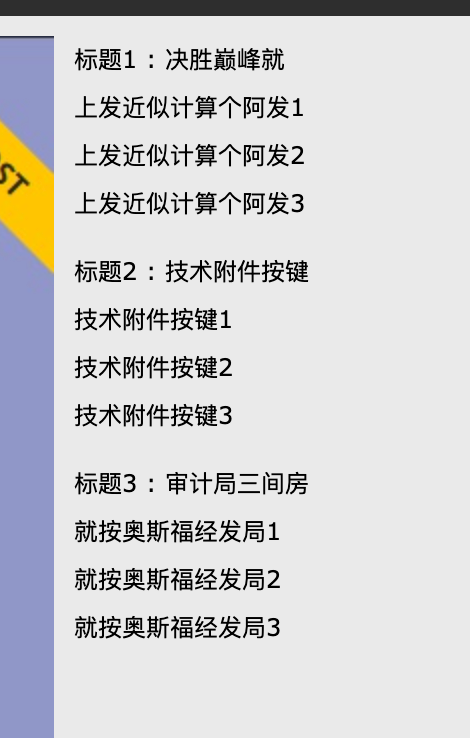 ST
标题1：决胜巅峰就
上发近似计算个阿发1
上发近似计算个阿发2
上发近似计算个阿发3
标题2：技术附件按键
技术附件按键1
技术附件按键2
技术附件按键3
标题3：审计局三间房
就按奥斯福经发局1
就按奥斯福经发局2
就按奥斯福经发局3